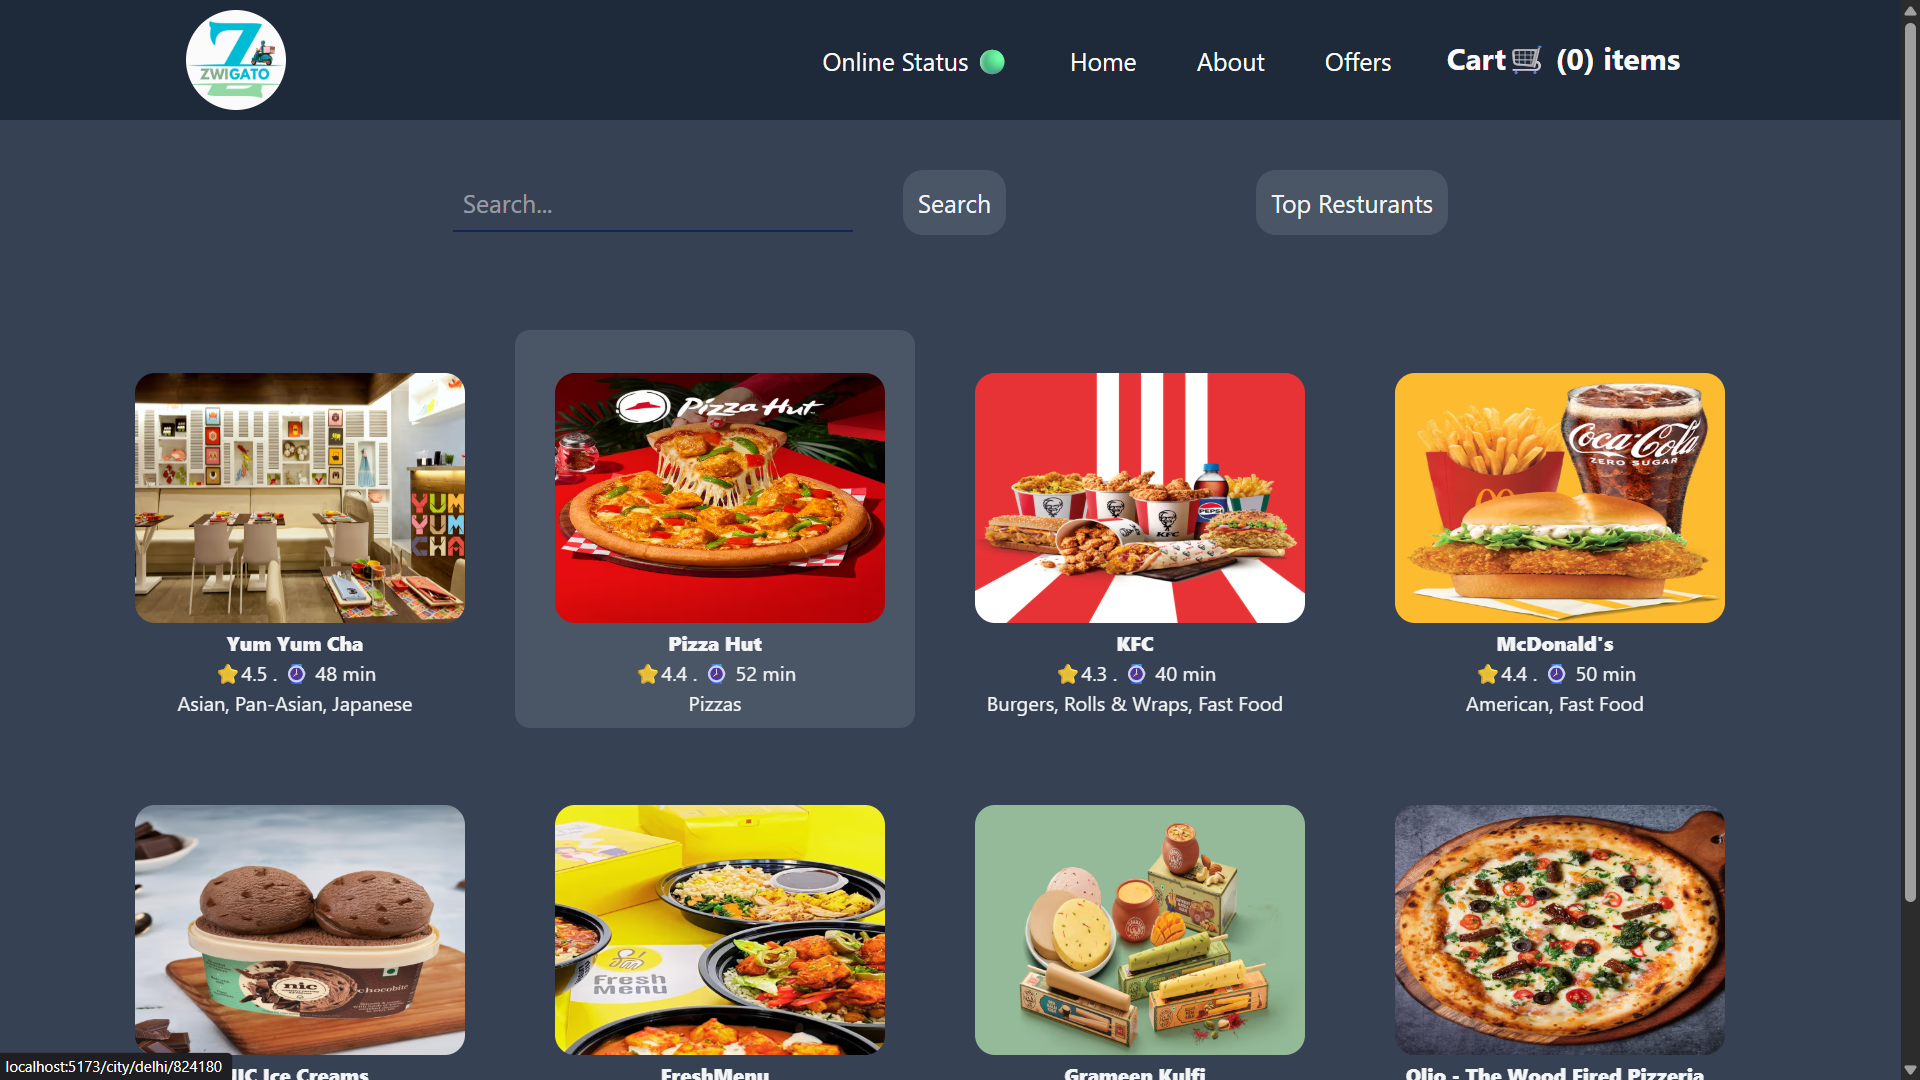 ZWIGATO
Online Status
Home
About
Offers
Cart (0) items
Search...
Search
Top Resturants
YUM
YUM
CHA
Pizza Hut
KFC
PEPSI
Coca-Cola
ZERO SUGAR
Yum Yum Cha
4.5 . 48 min
Asian, Pan-Asian, Japanese
Pizza Hut
4.4 . 52 min
Pizzas
KFC
4.3 . 40 min
Burgers, Rolls & Wraps, Fast Food
McDonald's
4.4 . 50 min
American, Fast Food
nic
chocobite
Fresh
Menu
IC Ice Creams
FreshMenu
Grameen Kulfi
Olio - The Wood Fired Pizzeria
localhost:5173/city/delhi/824180